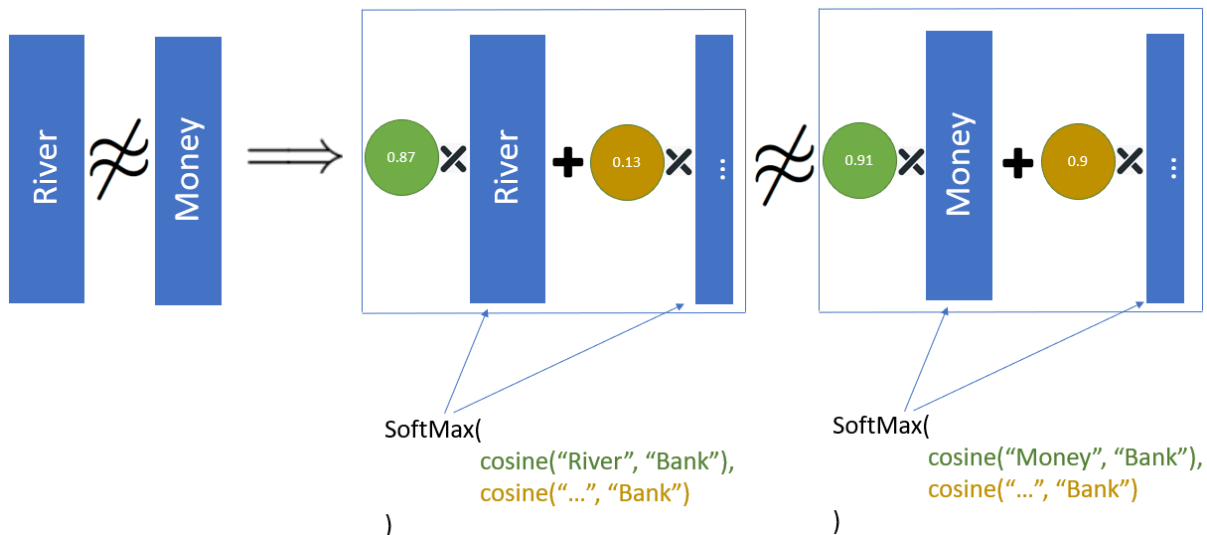 River
≉
Money
⟹
0.87
×
River
+
0.13
×
...
≉
0.91
×
Money
+
0.9
×
...
SoftMax(
cosine(“River”, “Bank”),
cosine(“...”, “Bank”)
)
SoftMax(
cosine(“Money”, “Bank”),
cosine(“...”, “Bank”)
)